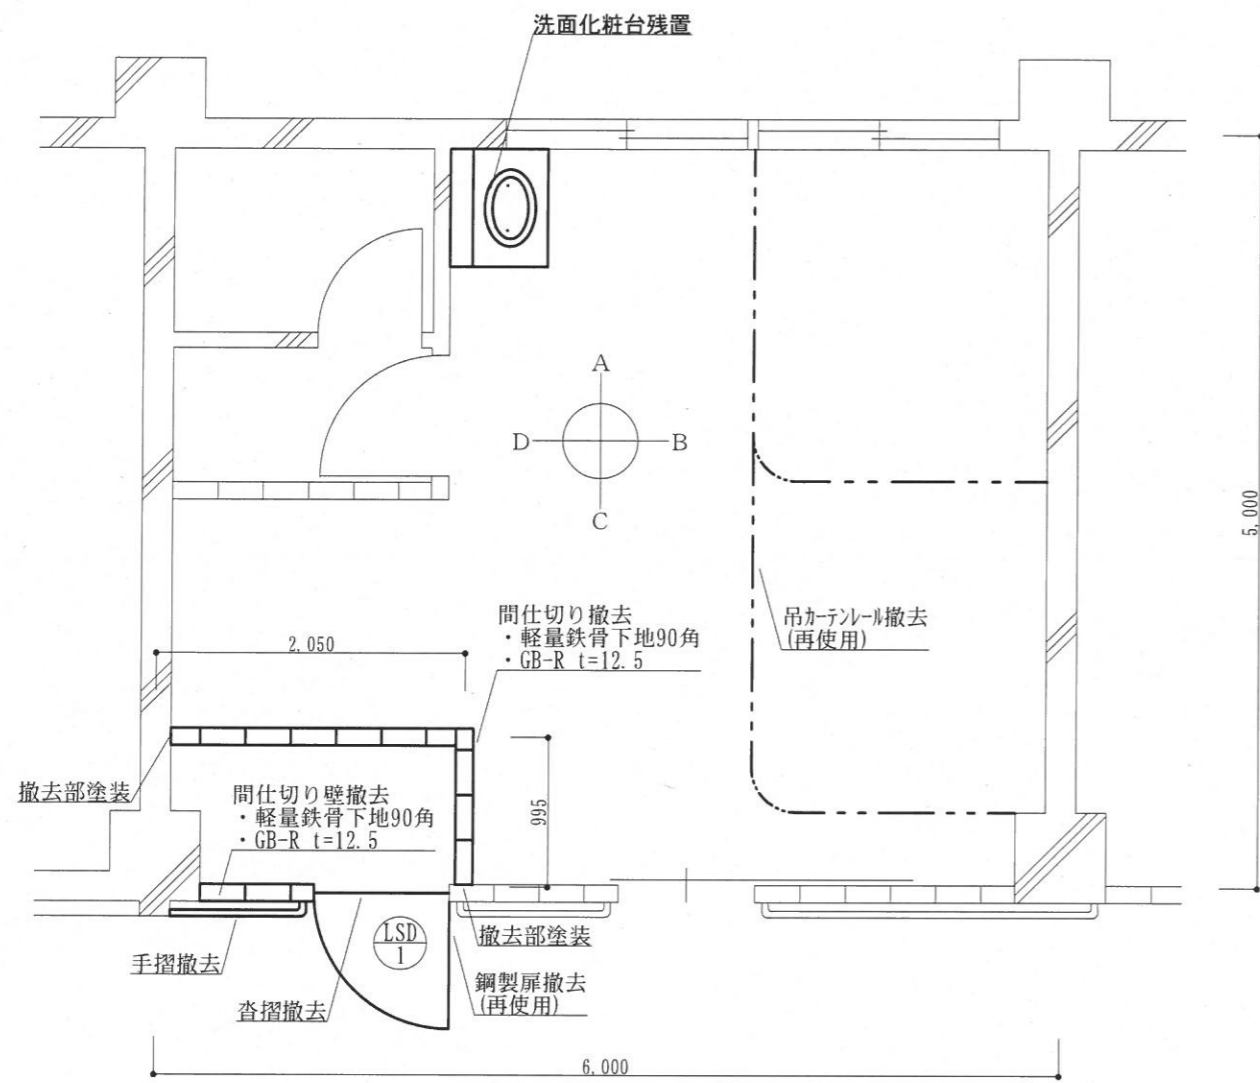 洗面化粧台残置
A
D
B
C
5,000
間仕切り撤去
・軽量鉄骨下地90角
・GB-R t=12.5
吊カーテンレール撤去
(再使用)
2,050
撤去部塗装
間仕切り壁撤去
・軽量鉄骨下地90角
・GB-R t=12.5
995
LSD
1
撤去部塗装
手摺撤去
鋼製扉撤去
(再使用)
沓摺撤去
6,000